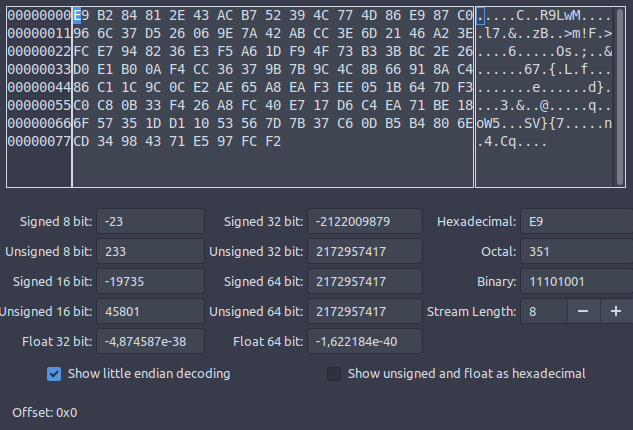 00000000 E9 B2 84 81 2E 43 AC B7 52 39 4C 77 4D 86 E9 87 C0 .....C..R9LwM....
00000011 96 6C 37 D5 26 06 9E 7A 42 AB CC 3E 6D 21 46 A2 3E .l7.&..zB..>m!F.>
00000022 FC E7 94 82 36 E3 F5 A6 1D F9 4F 73 B3 3B BC 2E 26 ....6.....Os.;..&
00000033 D0 E1 B0 0A F4 CC 36 37 9B 7B 9C 4C 8B 66 91 8A C4 ......67.{.L.f...
00000044 86 C1 1C 9C 0C E2 AE 65 A8 EA F3 EE 05 1B 64 7D F3 .......e......d}.
00000055 C0 C8 0B 33 F4 26 A8 FC 40 E7 17 D6 C4 EA 71 BE 18 ...3.&..@.....q..
00000066 6F 57 35 1D D1 10 53 56 7D 7B 37 C6 0D B5 B4 80 6E oW5...SV}{7.....n
00000077 CD 34 98 43 71 E5 97 FC F2 .4.Cq....
Signed 8 bit: -23 Signed 32 bit: -2122009879 Hexadecimal: E9
Unsigned 8 bit: 233 Unsigned 32 bit: 2172957417 Octal: 351
Signed 16 bit: -19735 Signed 64 bit: 2172957417 Binary: 11101001
Unsigned 16 bit: 45801 Unsigned 64 bit: 2172957417 Stream Length: 8 − +
Float 32 bit: -4,874587e-38 Float 64 bit: -1,622184e-40
Show little endian decoding Show unsigned and float as hexadecimal
Offset: 0x0